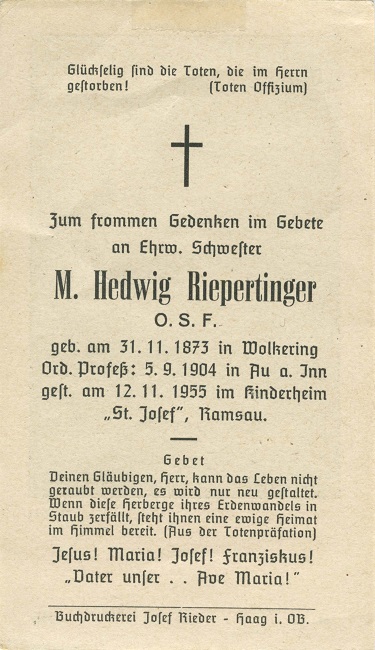 Glückselig sind die Toten, die im Herrn
gestorben! (Toten Offizium)
Zum frommen Gedenken im Gebete
an Ehrw. Schwester
M. Hedwig Riepertinger
O. S. F.
geb. am 31. 11. 1873 in Wolkering
Ord. Profeß: 5. 9. 1904 in Au a. Inn
gest. am 12. 11. 1955 im Kinderheim
„St. Josef", Ramsau.
Gebet
Deinen Gläubigen, Herr, kann das Leben nicht
geraubt werden, es wird nur neu gestaltet.
Wenn diese Herberge ihres Erdenwandels in
Staub zerfällt, steht ihnen eine ewige Heimat
im Himmel bereit. (Aus der Totenpräfation)
Jesus! Maria! Josef! Franziskus!
„Vater unser . . Ave Maria!"
Buchdruckerei Josef Rieder - Haag i. OB.